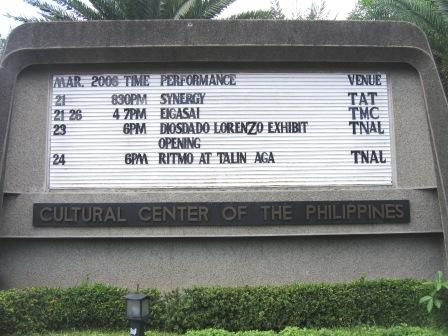 MAR. 2006 TIME PERFORMANCE VENUE
21 830PM SYNERGY TAT
21 26 4 7PM EIGASAI TMC
23 6PM DIOSDADO LORENZO EXHIBIT TNAL
OPENING
24 6PM RITMO AT TALIN AGA TNAL
CULTURAL CENTER OF THE PHILIPPINES